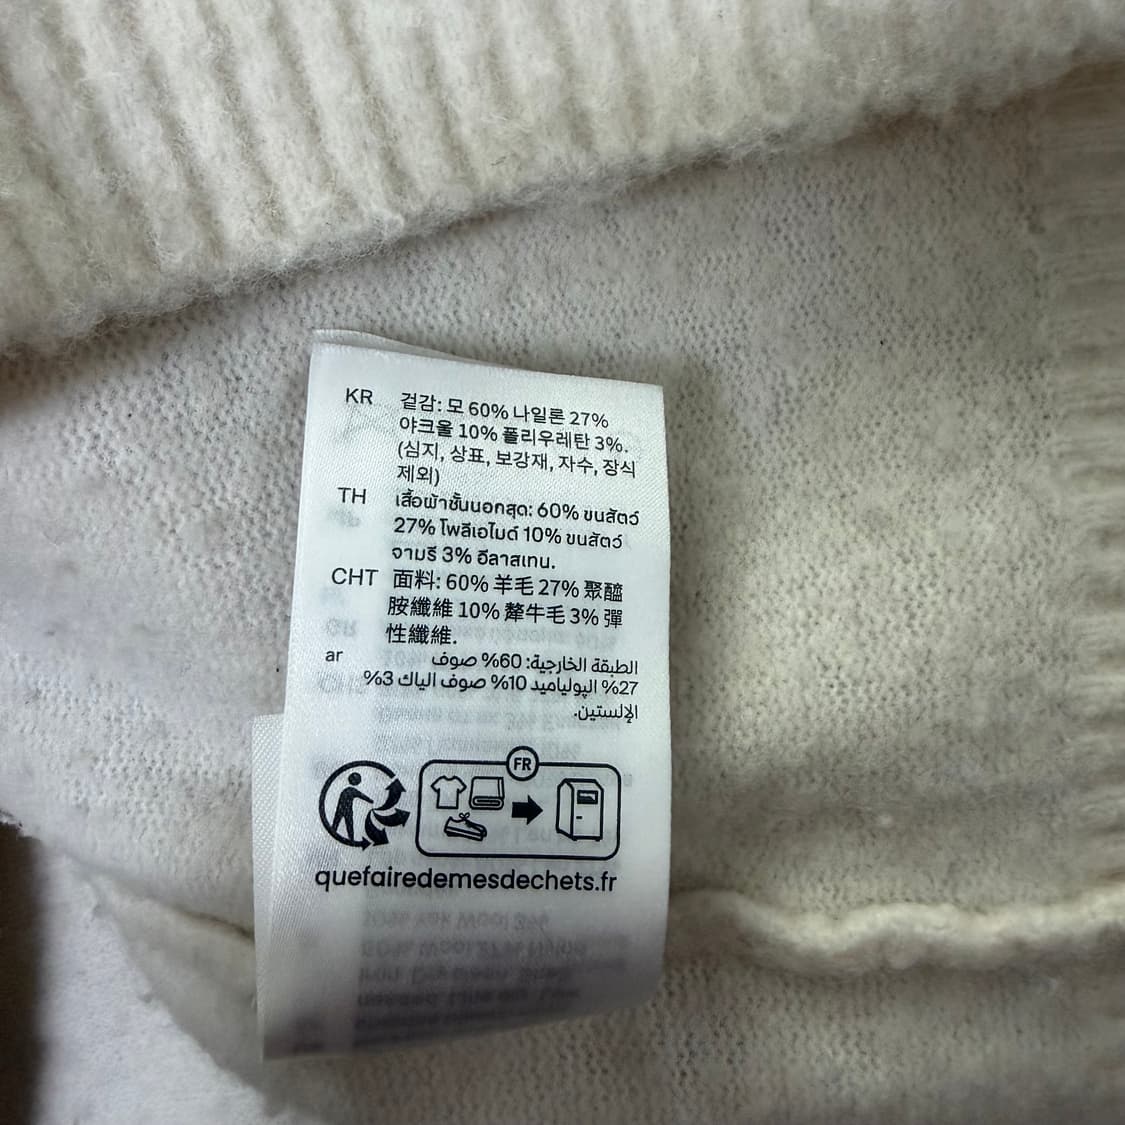 KR 겉감: 모 60% 나일론 27%
야크울 10% 폴리우레탄 3%.
(심지, 상표, 보강재, 자수, 장식
제외)
TH เสื้อผ้าชั้นนอกสุด: 60% ขนสัตว์
27% โพลีเอไมด์ 10% ขนสัตว์
จามรี 3% อีลาสเทน.
CHT 面料: 60% 羊毛 27% 聚醯
胺纖維 10% 犛牛毛 3% 彈
性纖維.
ar الطبقة الخارجية: 60% صوف
27% البولياميد 10% صوف الياك 3%
الإلستين.
FR
quefairedemesdechets.fr